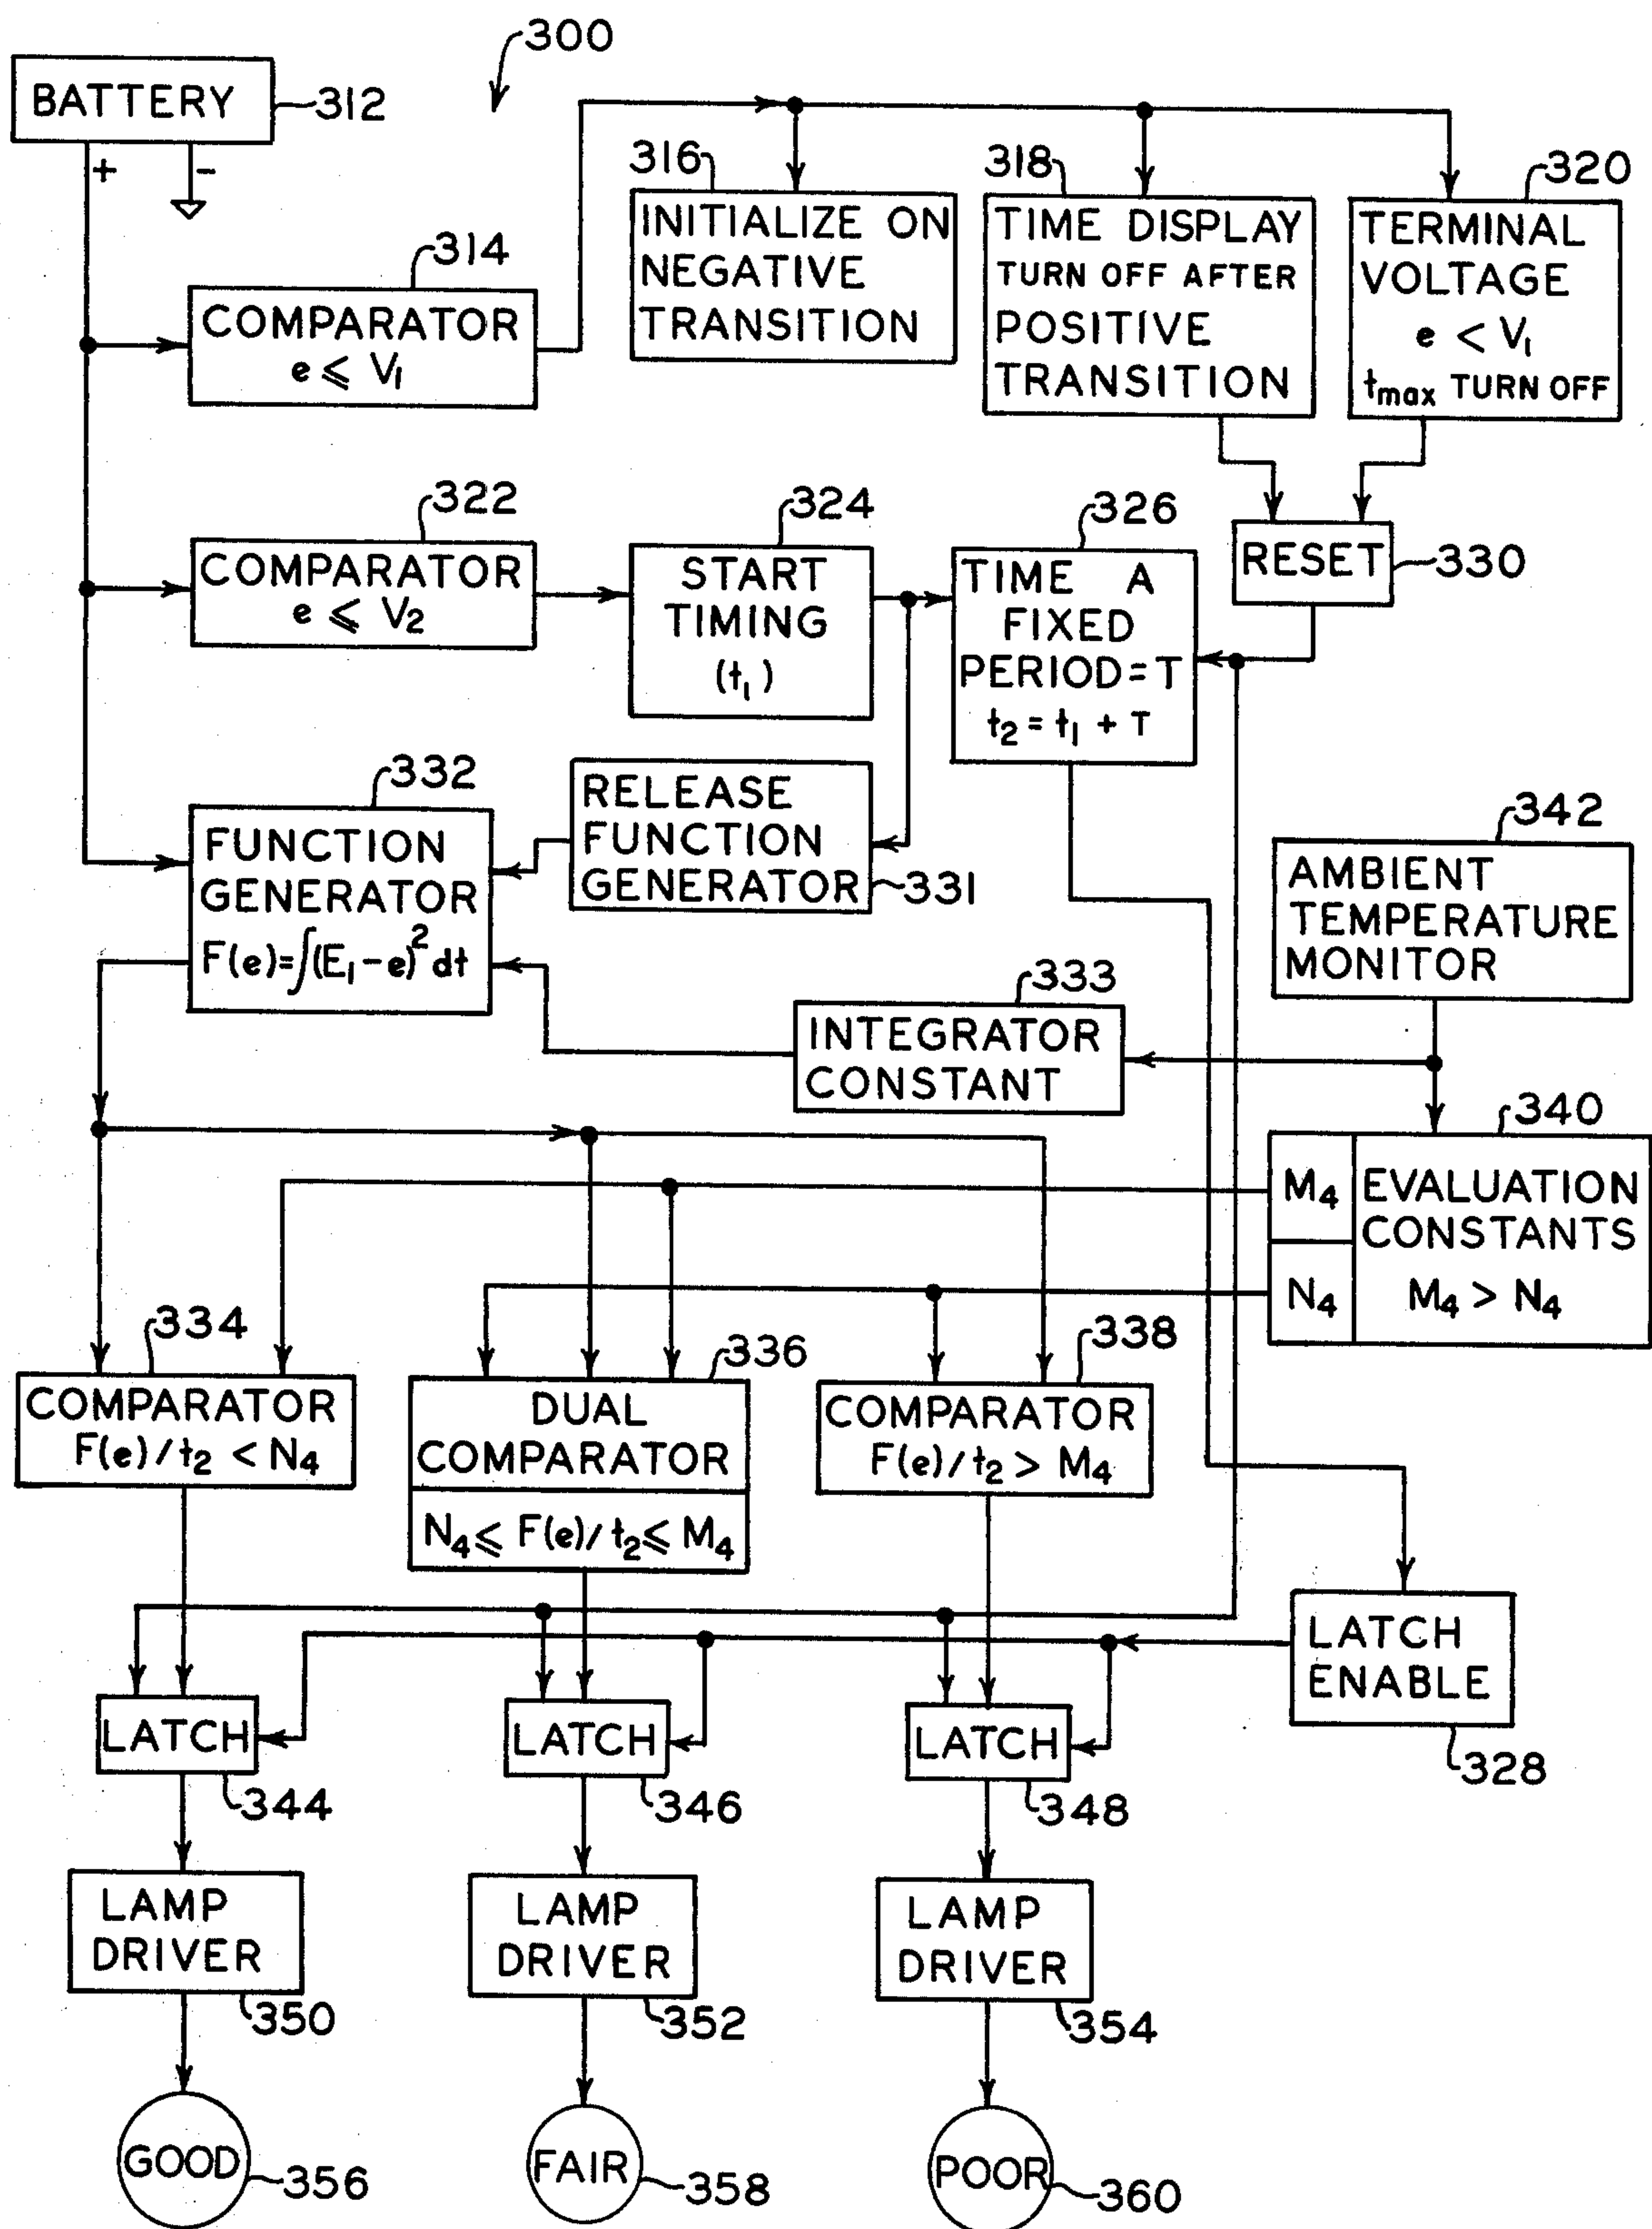 300
BATTERY
312
+
-
316
318
320
INITIALIZE ON
NEGATIVE
TRANSITION
TIME DISPLAY
TURN OFF AFTER
POSITIVE
TRANSITION
TERMINAL
VOLTAGE
e < V₁
tₘₐₓ TURN OFF
314
COMPARATOR
e ⩽ V₁
322
COMPARATOR
e ⩽ V₂
324
START
TIMING
(t₁)
326
TIME A
FIXED
PERIOD = T
t₂ = t₁ + T
RESET
330
332
FUNCTION
GENERATOR
F(e)=∫(E₁-e)² dt
RELEASE
FUNCTION
GENERATOR
331
342
AMBIENT
TEMPERATURE
MONITOR
333
INTEGRATOR
CONSTANT
340
M₄
N₄
EVALUATION
CONSTANTS
M₄ > N₄
334
COMPARATOR
F(e)/t₂ < N₄
336
DUAL
COMPARATOR
N₄ ⩽ F(e)/t₂ ⩽ M₄
338
COMPARATOR
F(e)/t₂ > M₄
LATCH
ENABLE
328
LATCH
344
LATCH
346
LATCH
348
LAMP
DRIVER
350
LAMP
DRIVER
352
LAMP
DRIVER
354
GOOD
356
FAIR
358
POOR
360